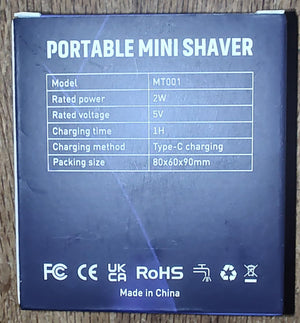 PORTABLE MINI SHAVER
Model MT001
Rated power 2W
Rated voltage 5V
Charging time 1H
Charging method Type-C charging
Packing size 80x60x90mm
FC CE UK CA RoHS
Made in China